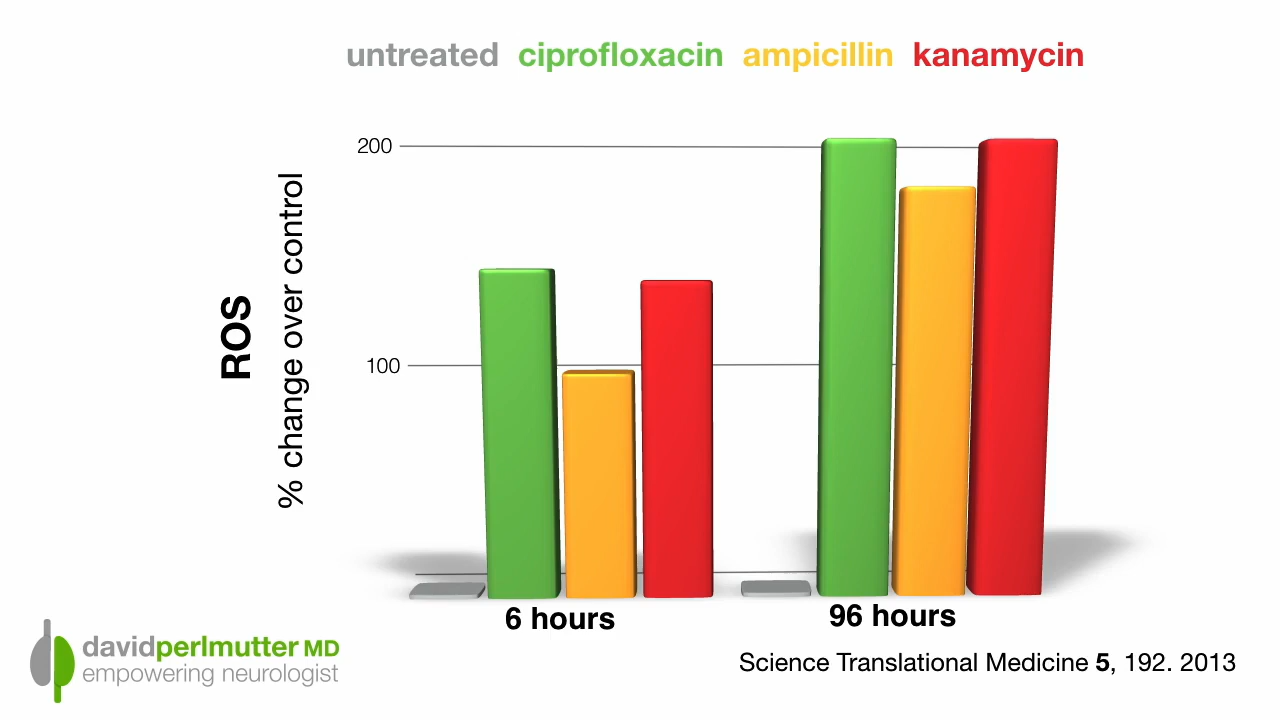 untreated ciprofloxacin ampicillin kanamycin
200
100
ROS
% change over control
6 hours
96 hours
davidperlmutter MD
empowering neurologist
Science Translational Medicine 5, 192. 2013